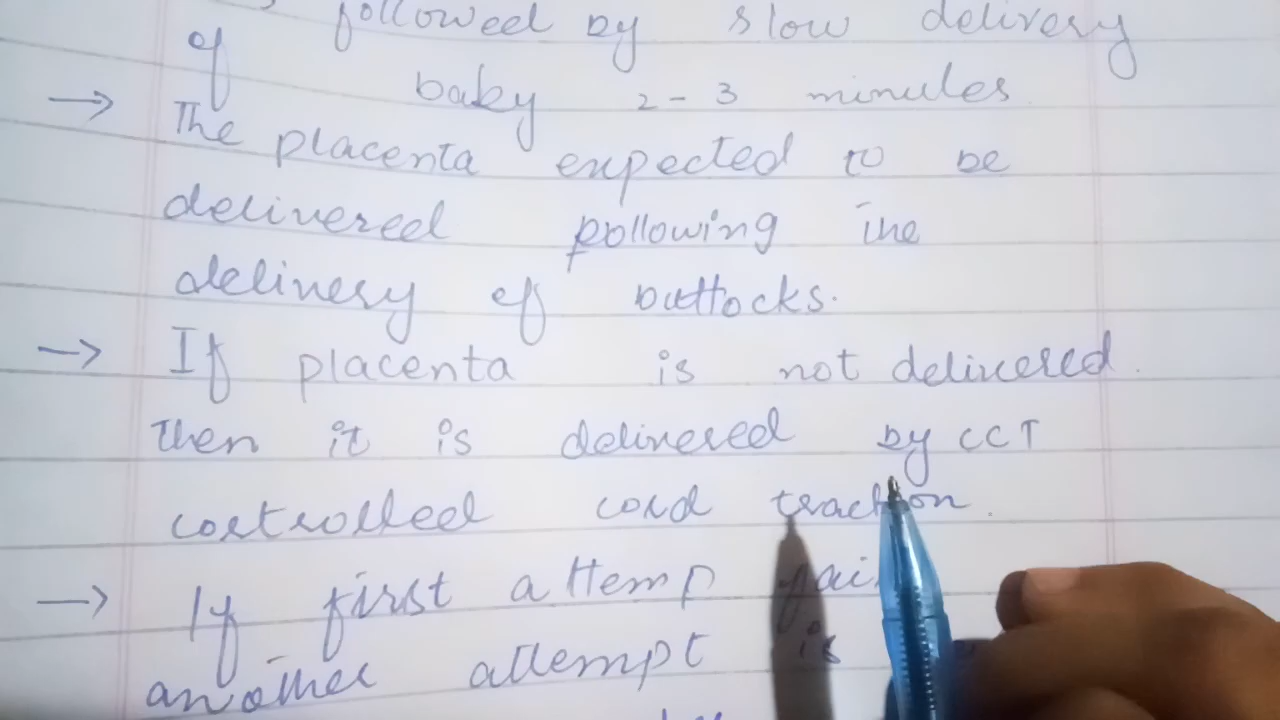 followed by slow delivery
of baby 2-3 minutes
→ The placenta expected to be
delivered following the
delivery of buttocks.
→ If placenta is not delivered.
Then it is delivered by CCT
controlled cord traction.
→ If first attemp
another attempt is